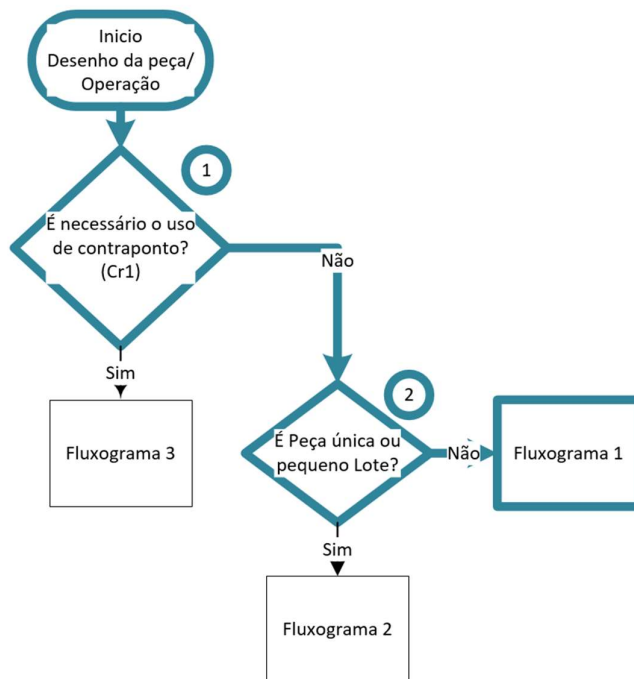 Inicio
Desenho da peça/
Operação
1
É necessário o uso
de contraponto?
(Cr1)
Não
Sim
2
Fluxograma 3
É Peça única ou
pequeno Lote?
Não
Fluxograma 1
Sim
Fluxograma 2